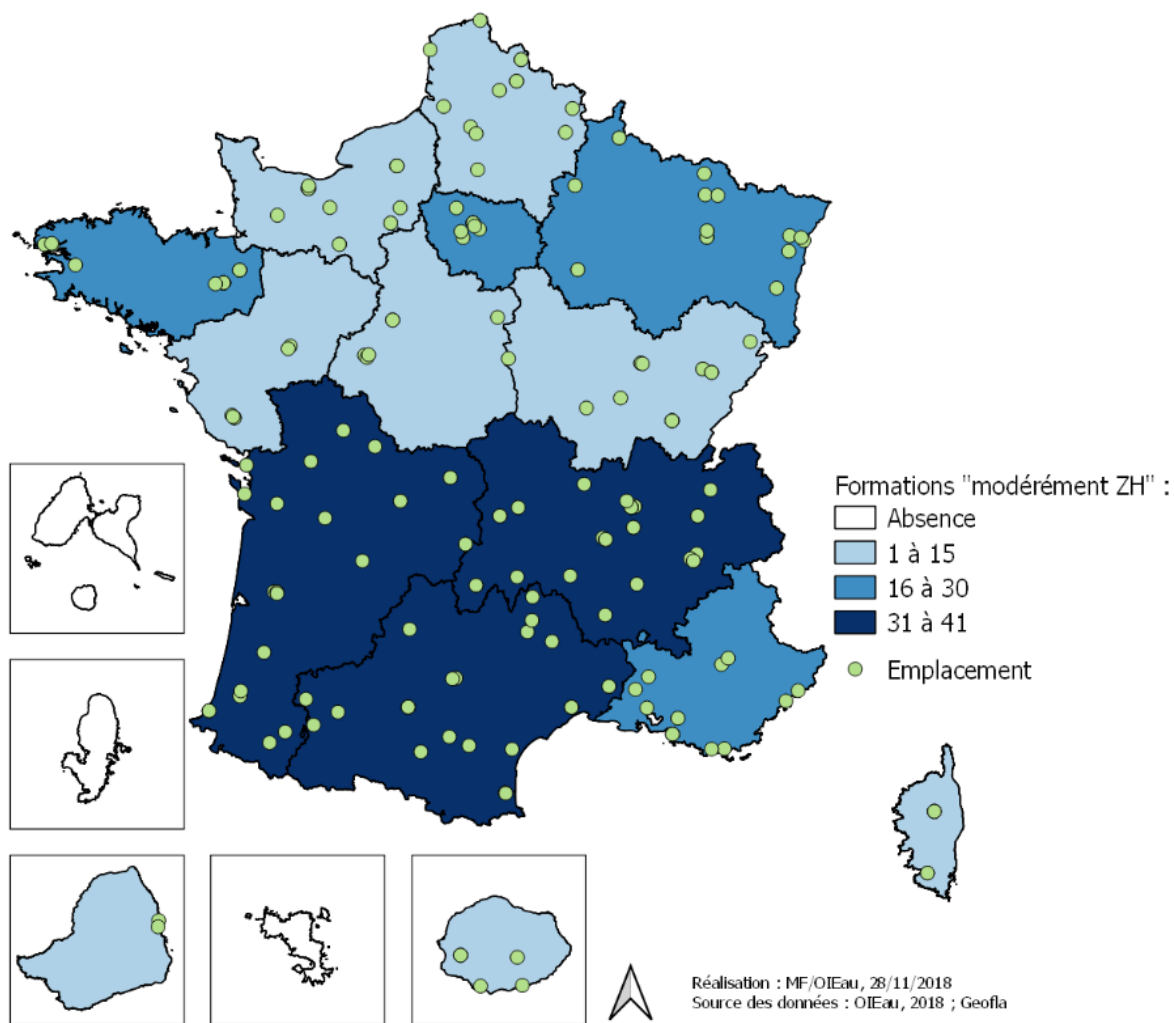 Formations "modérément ZH" :
Absence
1 à 15
16 à 30
31 à 41
Emplacement
Réalisation : MF/OIEau, 28/11/2018
Source des données : OIEau, 2018 ; Geofla